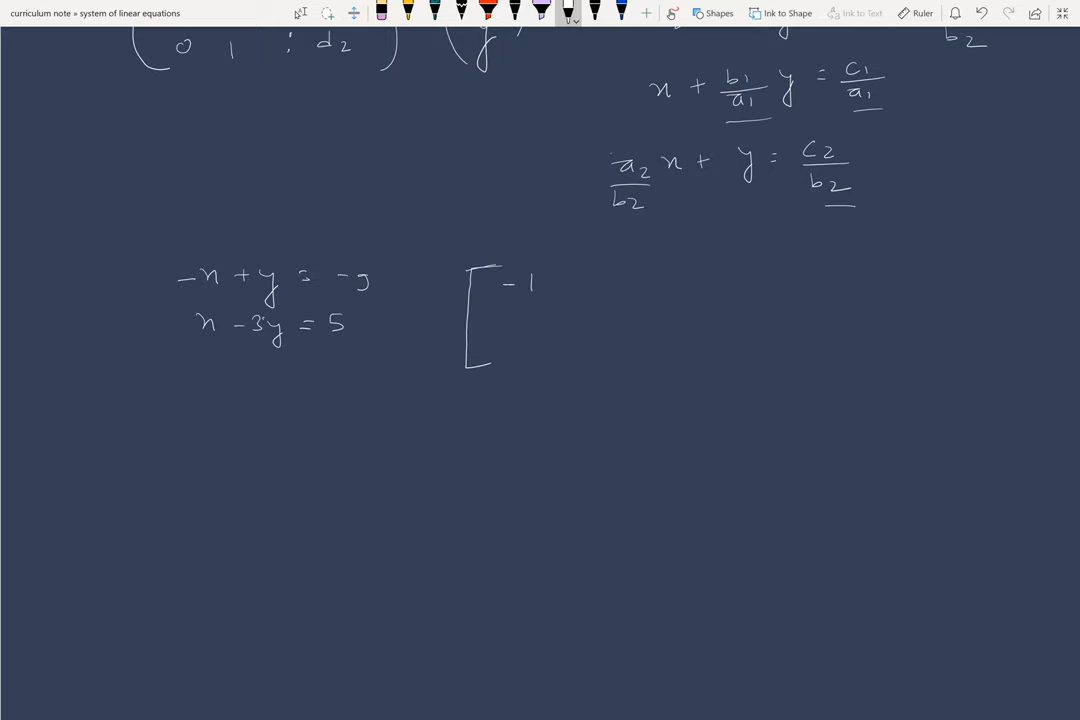 curriculum note » system of linear equations
Shapes Ink to Shape Ink to Text Ruler
0 1 : d2 y b2
x + b1/a1 y = c1/a1
a2/b2 x + y = c2/b2
-x + y = -9 [ -1
x - 3y = 5